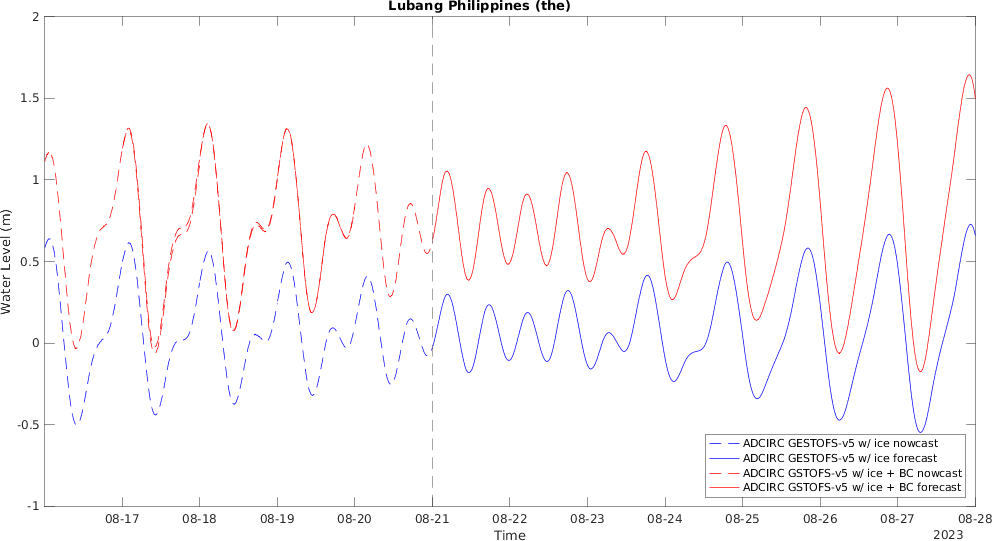 Lubang Philippines (the)
2
1.5
1
0.5
0
-0.5
-1
Water Level (m)
08-17 08-18 08-19 08-20 08-21 08-22 08-23 08-24 08-25 08-26 08-27 08-28
Time
2023
ADCIRC GESTOFS-v5 w/ ice nowcast
ADCIRC GESTOFS-v5 w/ ice forecast
ADCIRC GSTOFS-v5 w/ ice + BC nowcast
ADCIRC GSTOFS-v5 w/ ice + BC forecast